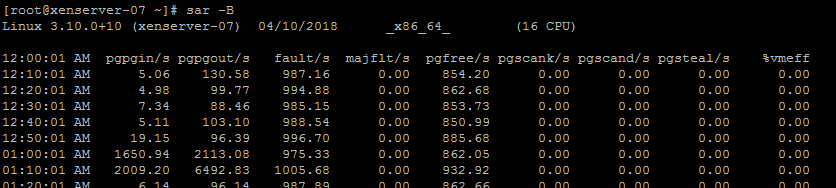 [root@xenserver-07 ~]# sar -B
Linux 3.10.0+10 (xenserver-07) 04/10/2018 _x86_64_ (16 CPU)
12:00:01 AM pgpgin/s pgpgout/s fault/s majflt/s pgfree/s pgscank/s pgscand/s pgsteal/s %vmeff
12:10:01 AM 5.06 130.58 987.16 0.00 854.20 0.00 0.00 0.00 0.00
12:20:01 AM 4.98 99.77 994.88 0.00 862.68 0.00 0.00 0.00 0.00
12:30:01 AM 7.34 88.46 985.15 0.00 853.73 0.00 0.00 0.00 0.00
12:40:01 AM 5.11 103.10 988.54 0.00 850.99 0.00 0.00 0.00 0.00
12:50:01 AM 19.15 96.39 996.70 0.00 885.68 0.00 0.00 0.00 0.00
01:00:01 AM 1650.94 2113.08 975.33 0.00 862.05 0.00 0.00 0.00 0.00
01:10:01 AM 2009.20 6492.83 1005.68 0.00 932.92 0.00 0.00 0.00 0.00
01:20:01 AM 6.14 96.14 987.89 0.00 862.66 0.00 0.00 0.00 0.00